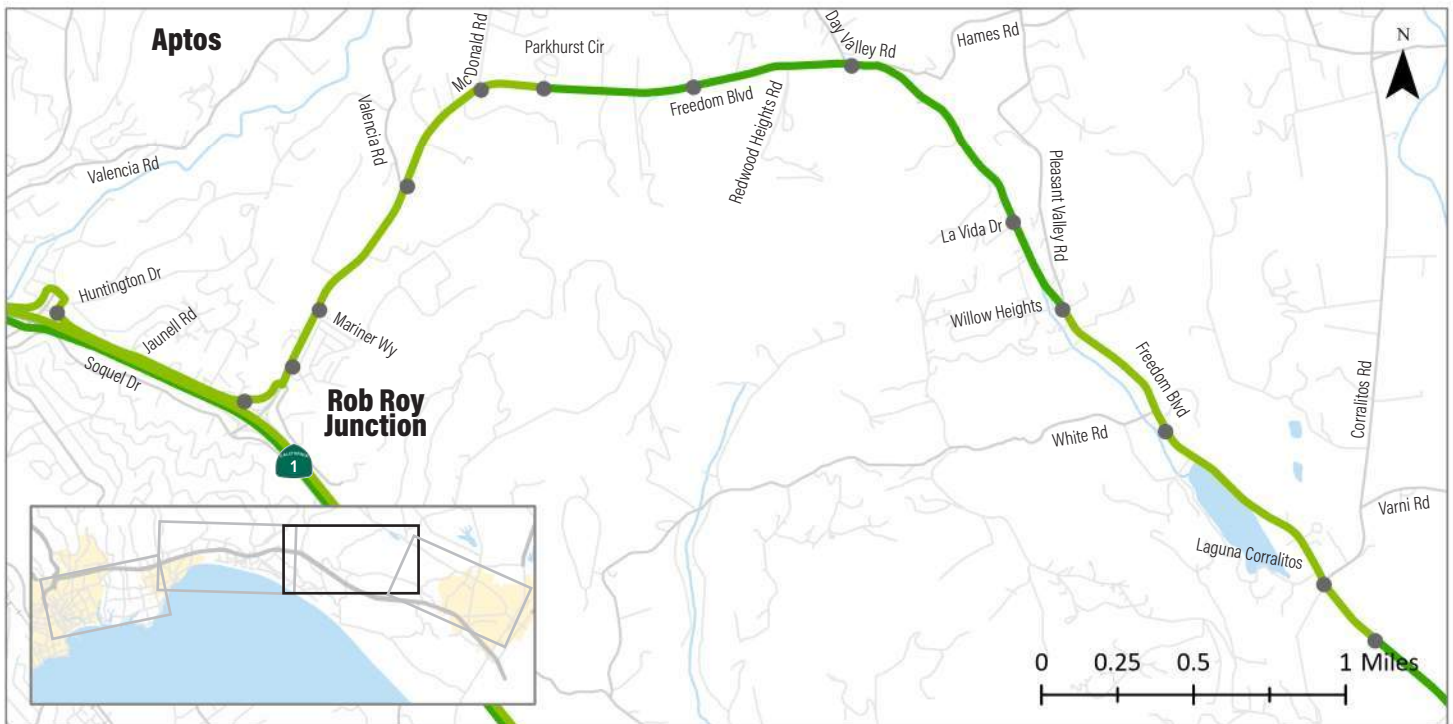 Aptos
McDonald Rd
Parkhurst Cir
Day Valley Rd
Hames Rd
N
Valencia Rd
Valencia Rd
Freedom Blvd
Redwood Heights Rd
Pleasant Valley Rd
La Vida Dr
Huntington Dr
Jaunell Rd
Soquel Dr
Mariner Wy
Willow Heights
Freedom Blvd
Corralitos Rd
Rob Roy
Junction
White Rd
1
Varni Rd
Laguna Corralitos
0 0.25 0.5 1 Miles